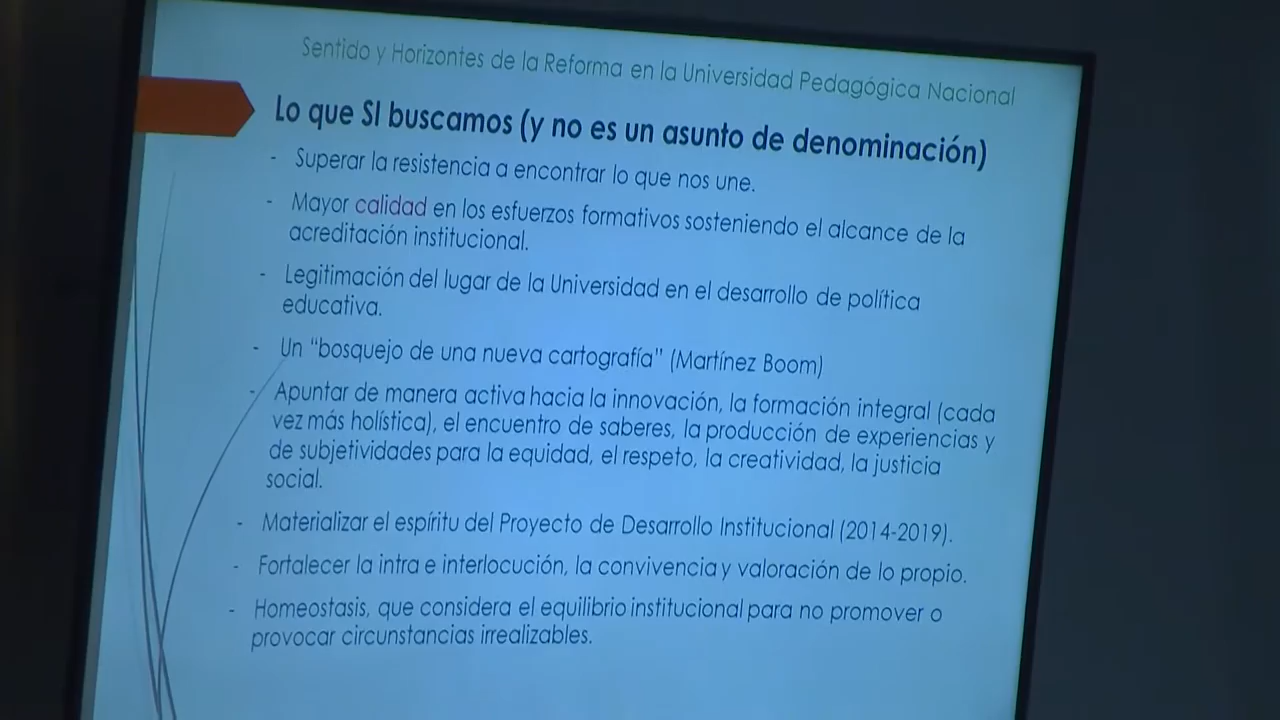 Sentido y Horizontes de la Reforma en la Universidad Pedagógica Nacional
Lo que SI buscamos (y no es un asunto de denominación)
- Superar la resistencia a encontrar lo que nos une.
- Mayor calidad en los esfuerzos formativos sosteniendo el alcance de la
acreditación institucional.
- Legitimación del lugar de la Universidad en el desarrollo de política
educativa.
- Un "bosquejo de una nueva cartografía" (Martínez Boom)
- Apuntar de manera activa hacia la innovación, la formación integral (cada
vez más holística), el encuentro de saberes, la producción de experiencias y
de subjetividades para la equidad, el respeto, la creatividad, la justicia
social.
- Materializar el espíritu del Proyecto de Desarrollo Institucional (2014-2019).
- Fortalecer la intra e interlocución, la convivencia y valoración de lo propio.
- Homeostasis, que considera el equilibrio institucional para no promover o
provocar circunstancias irrealizables.